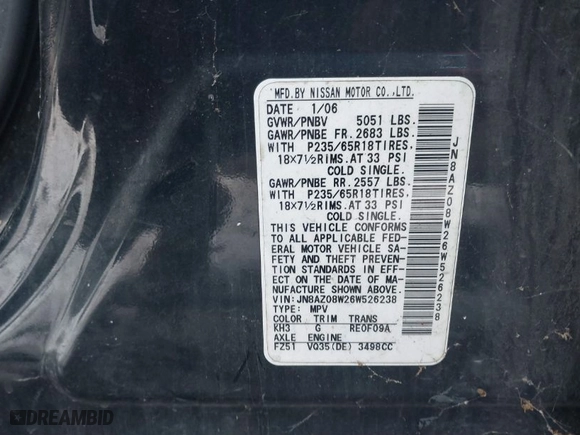 MFD.BY NISSAN MOTOR CO.,LTD.
DATE 1/06
GVWR/PNBV 5051 LBS.
GAWR/PNBE FR. 2683 LBS.
WITH P235/65R18TIRES.
18X7½RIMS.AT 33 PSI
COLD SINGLE.
GAWR/PNBE RR. 2557 LBS.
WITH P235/65R18TIRES.
18X7½RIMS.AT 33 PSI
COLD SINGLE.
THIS VEHICLE CONFORMS
TO ALL APPLICABLE FED-
ERAL MOTOR VEHICLE SA-
FETY AND THEFT PREVEN-
TION STANDARDS IN EFF-
ECT ON THE DATE OF MA-
NUFACTURE SHOWN ABOVE.
VIN:JN8AZ08W26W526238
TYPE: MPV
COLOR TRIM TRANS
KH3 G RE0F09A
AXLE ENGINE
FZ51 VQ35(DE) 3498CC
JN8AZ08W26W526238
DREAMBID